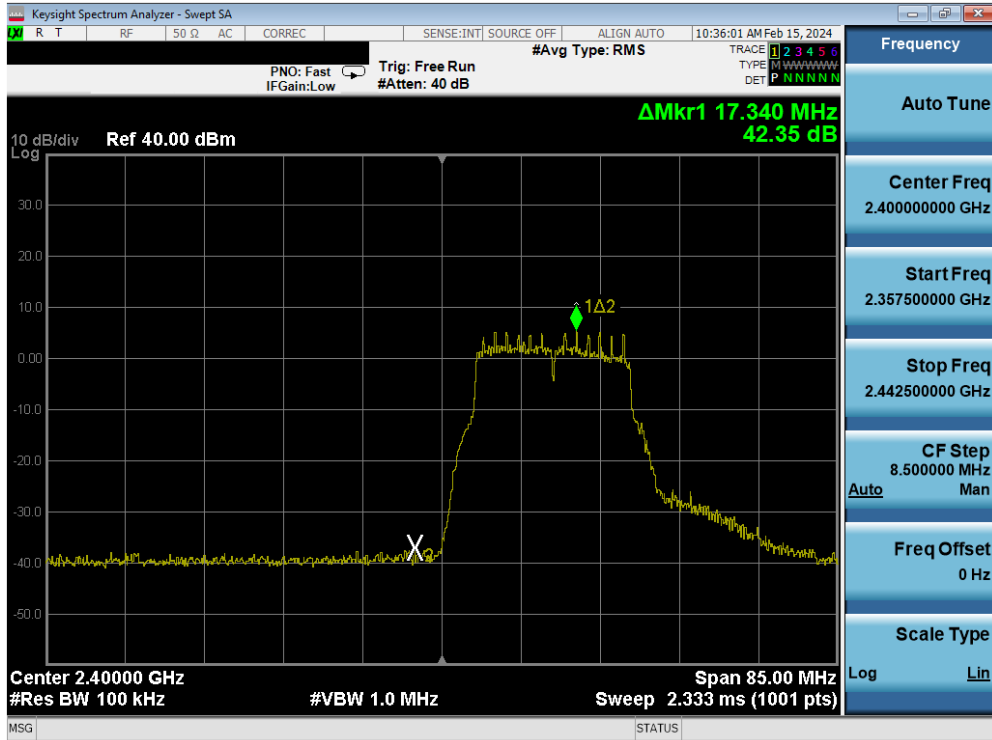 Keysight Spectrum Analyzer - Swept SA
LXI R T RF 50 Ω AC CORREC SENSE:INT SOURCE OFF ALIGN AUTO 10:36:01 AM Feb 15, 2024
#Avg Type: RMS
TRACE 1 2 3 4 5 6
TYPE M WWWWW
DET P N N N N N
PNO: Fast
IFGain:Low
Trig: Free Run
#Atten: 40 dB
ΔMkr1 17.340 MHz
42.35 dB
10 dB/div
Log
Ref 40.00 dBm
30.0
20.0
10.0
0.00
-10.0
-20.0
-30.0
-40.0
-50.0
1Δ2
X2
Center 2.40000 GHz
#Res BW 100 kHz
#VBW 1.0 MHz
Span 85.00 MHz
Sweep 2.333 ms (1001 pts)
MSG
STATUS
Frequency
Auto Tune
Center Freq
2.400000000 GHz
Start Freq
2.357500000 GHz
Stop Freq
2.442500000 GHz
CF Step
8.500000 MHz
Auto Man
Freq Offset
0 Hz
Scale Type
Log Lin